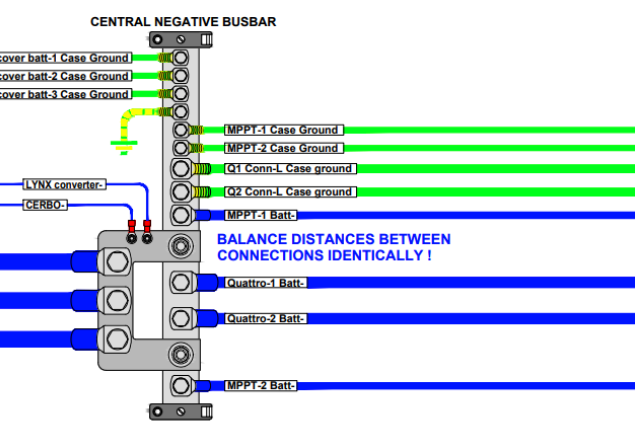 CENTRAL NEGATIVE BUSBAR
cover batt-1 Case Ground
cover batt-2 Case Ground
cover batt-3 Case Ground
MPPT-1 Case Ground
MPPT-2 Case Ground
Q1 Conn-L Case ground
Q2 Conn-L Case ground
LYNX converter-
CERBO-
MPPT-1 Batt-
BALANCE DISTANCES BETWEEN
CONNECTIONS IDENTICALLY !
Quattro-1 Batt-
Quattro-2 Batt-
MPPT-2 Batt-